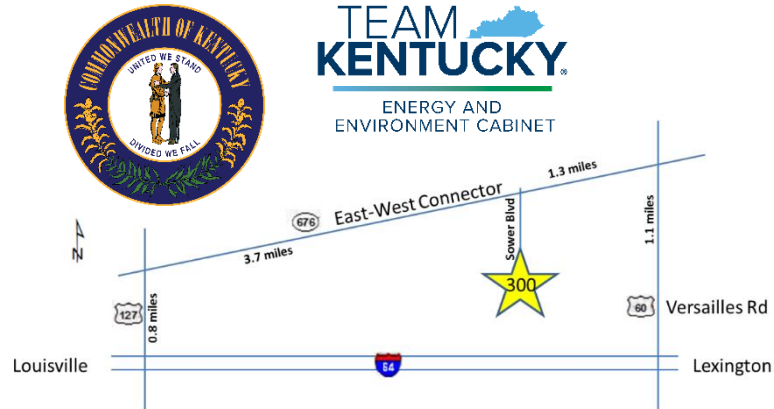 COMMONWEALTH OF KENTUCKY
UNITED WE STAND
DIVIDED WE FALL
TEAM
KENTUCKY®
ENERGY AND
ENVIRONMENT CABINET
1.3 miles
East-West Connector
676
3.7 miles
Sower Blvd
1.1 miles
N
300
127
0.8 miles
60
Versailles Rd
Louisville
64
Lexington